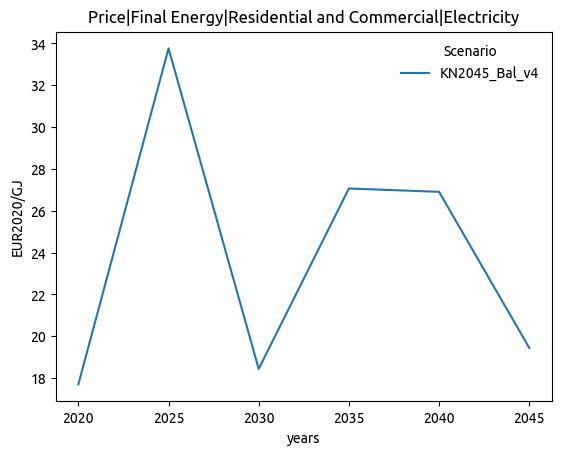 Price|Final Energy|Residential and Commercial|Electricity
Scenario
KN2045_Bal_v4
EUR2020/GJ
34
32
30
28
26
24
22
20
18
2020 2025 2030 2035 2040 2045
years